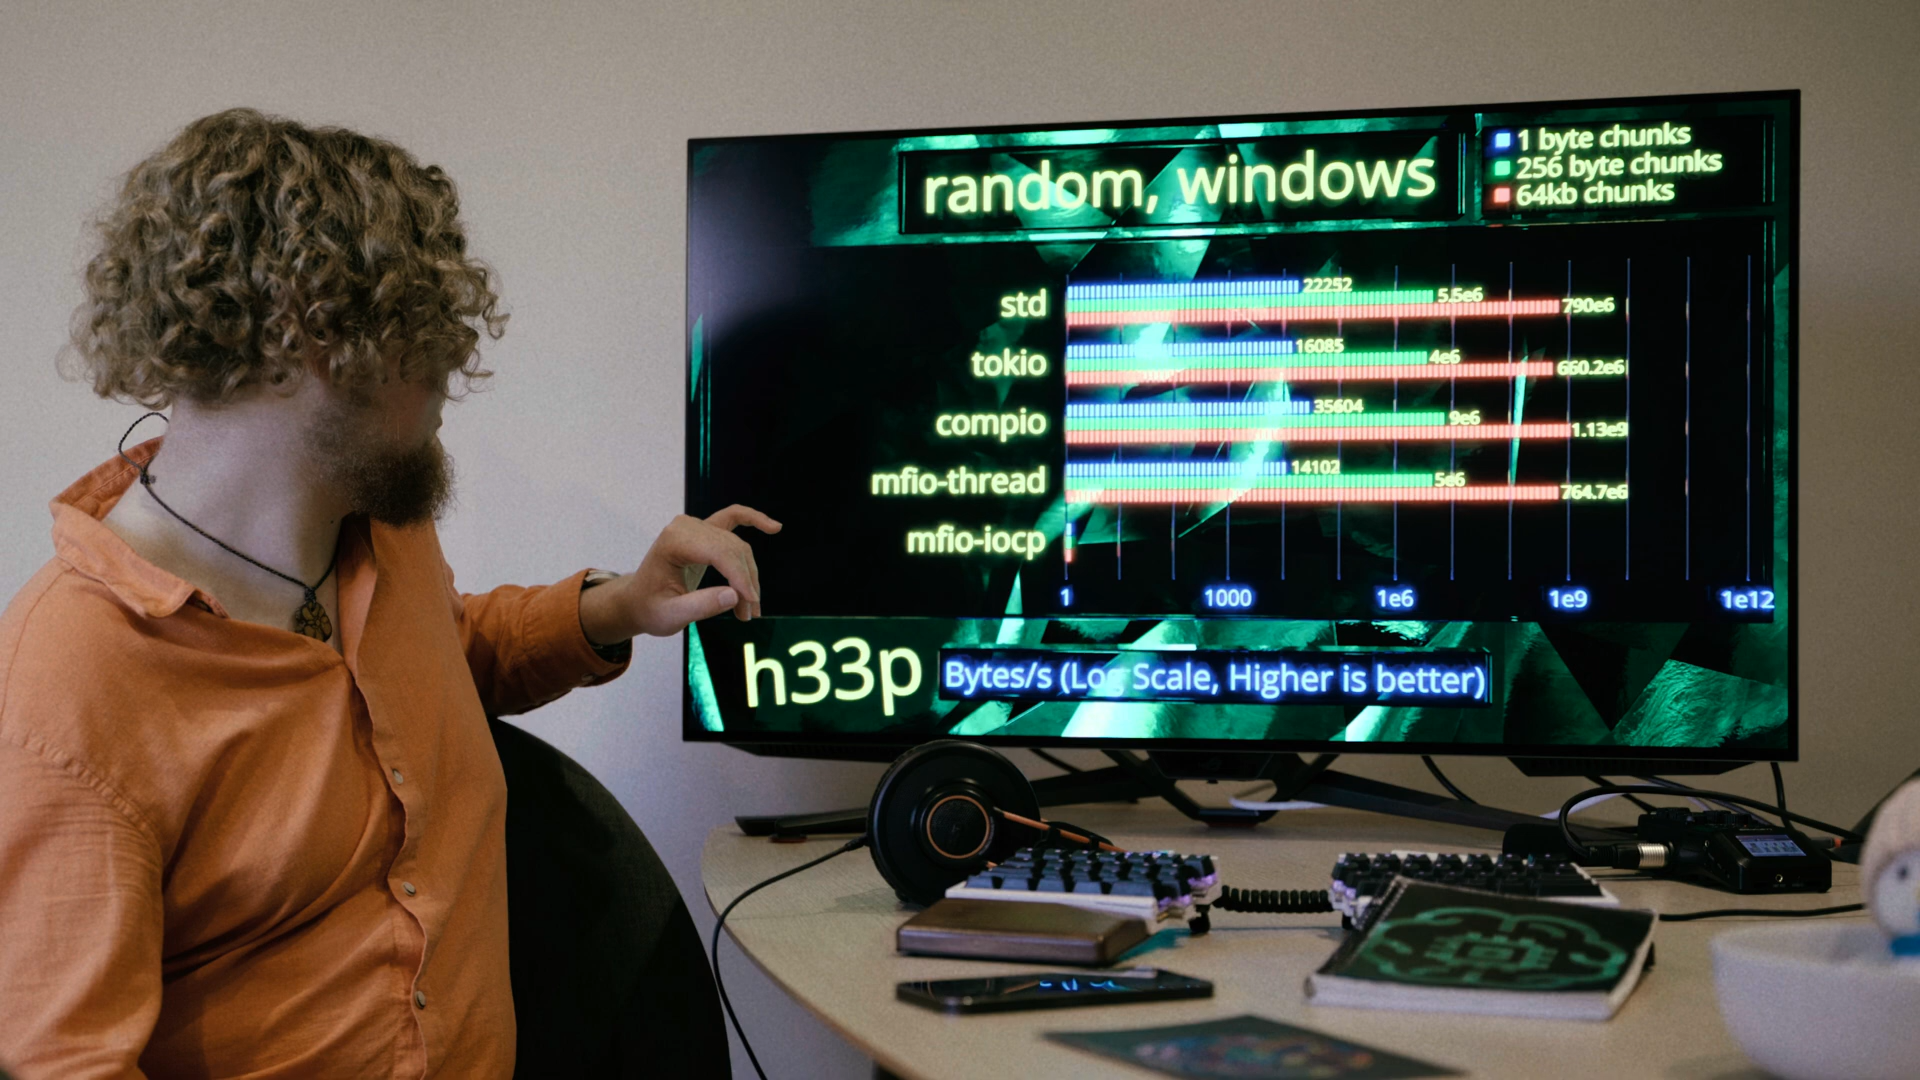 random, windows
1 byte chunks
256 byte chunks
64kb chunks
std
22252
5.5e6
790e6
tokio
16085
4e6
660.2e6
compio
35604
9e6
1.13e9
mfio-thread
14102
5e6
764.7e6
mfio-iocp
1 1000 1e6 1e9 1e12
h33p
Bytes/s (Log Scale, Higher is better)